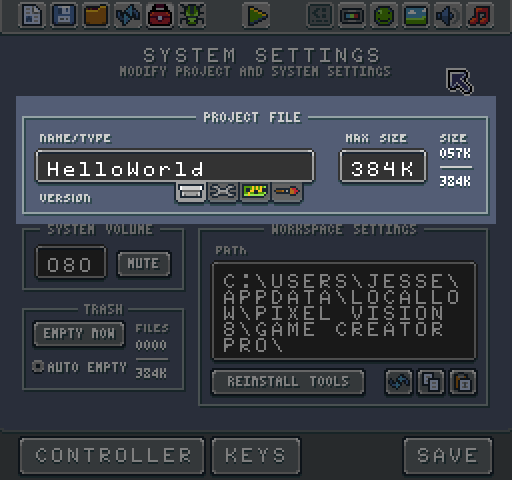 SYSTEM SETTINGS
MODIFY PROJECT AND SYSTEM SETTINGS
PROJECT FILE
NAME/TYPE
MAX SIZE
SIZE
HelloWorld
384K
057K
384K
VERSION
SYSTEM VOLUME
080
MUTE
TRASH
EMPTY NOW
FILES
0000
AUTO EMPTY
384K
WORKSPACE SETTINGS
PATH
C:\USERS\JESSE\
APPDATA\LOCALLO
W\PIXEL VISION
8\GAME CREATOR
PRO\
REINSTALL TOOLS
CONTROLLER
KEYS
SAVE